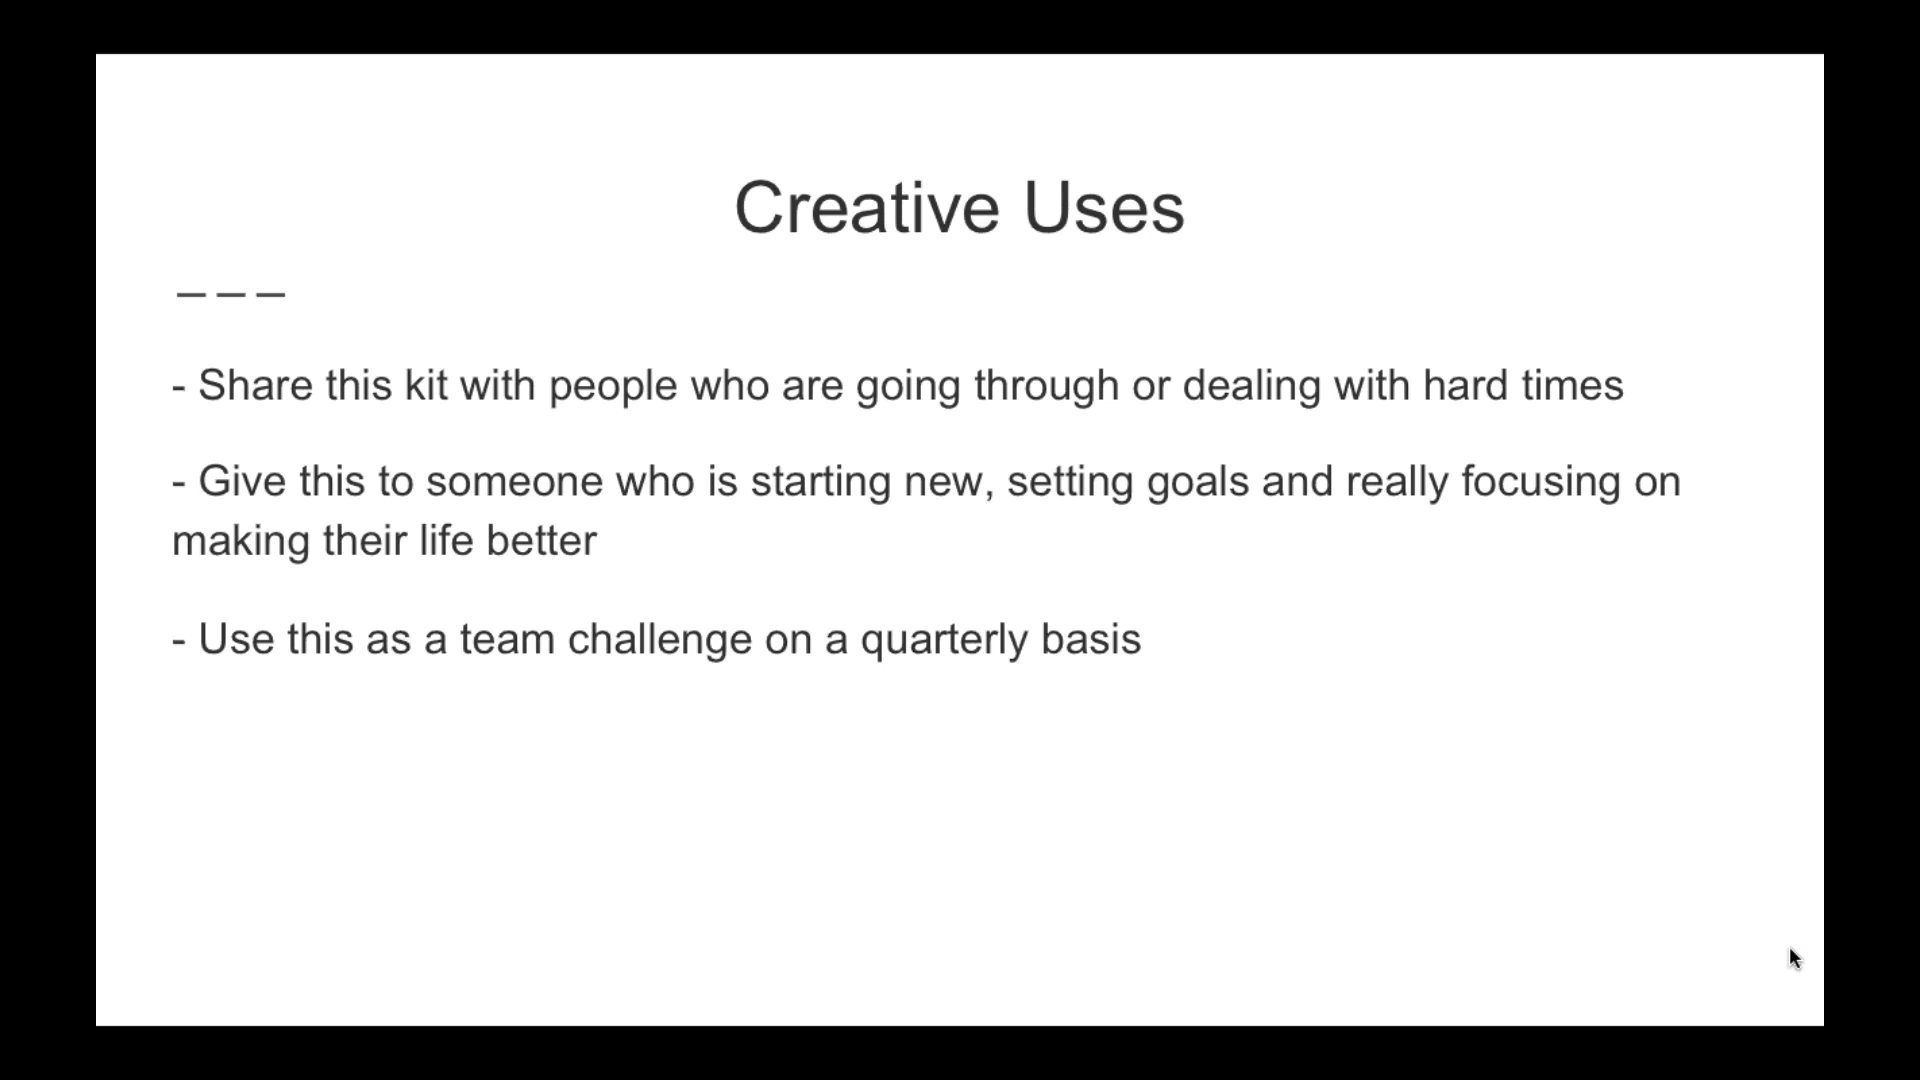 Creative Uses
– – –
- Share this kit with people who are going through or dealing with hard times
- Give this to someone who is starting new, setting goals and really focusing on
making their life better
- Use this as a team challenge on a quarterly basis